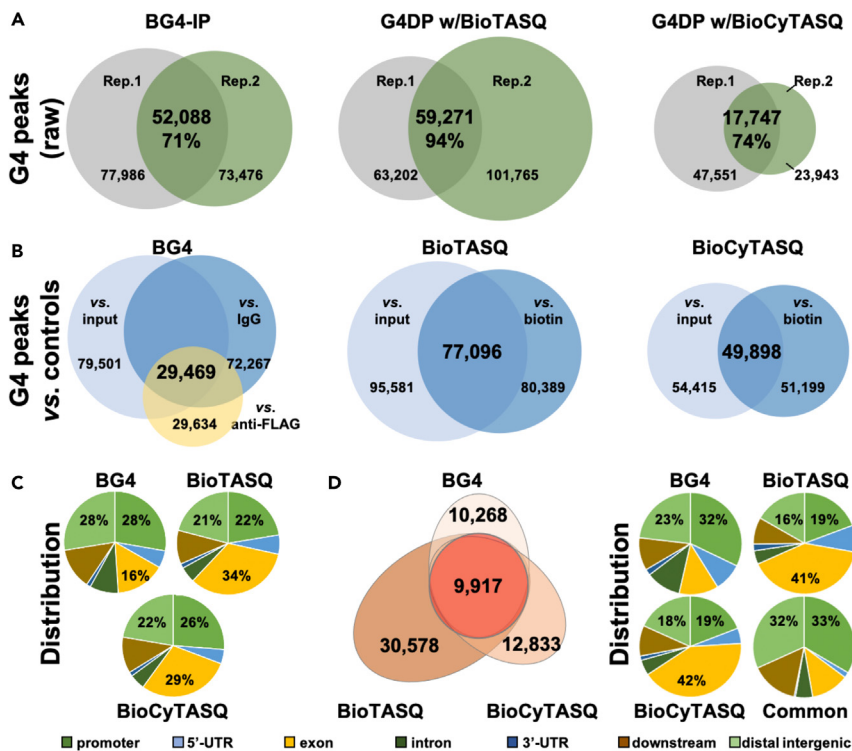 A
BG4-IP
G4DP w/BioTASQ
G4DP w/BioCyTASQ
G4 peaks
(raw)
Rep.1
Rep.2
52,088
71%
77,986
73,476
Rep.1
Rep.2
59,271
94%
63,202
101,765
Rep.1
Rep.2
17,747
74%
47,551
23,943
B
BG4
BioTASQ
BioCyTASQ
G4 peaks
vs. controls
vs.
input
vs.
IgG
79,501
72,267
29,469
vs.
anti-FLAG
29,634
vs.
input
vs.
biotin
77,096
95,581
80,389
vs.
input
vs.
biotin
49,898
54,415
51,199
C
Distribution
BG4
BioTASQ
28%
28%
16%
21%
22%
34%
22%
26%
29%
BioCyTASQ
D
BG4
10,268
9,917
30,578
12,833
BioTASQ
BioCyTASQ
Distribution
BG4
BioTASQ
23%
32%
16%
19%
41%
18%
19%
42%
32%
33%
BioCyTASQ
Common
promoter
5'-UTR
exon
intron
3'-UTR
downstream
distal intergenic